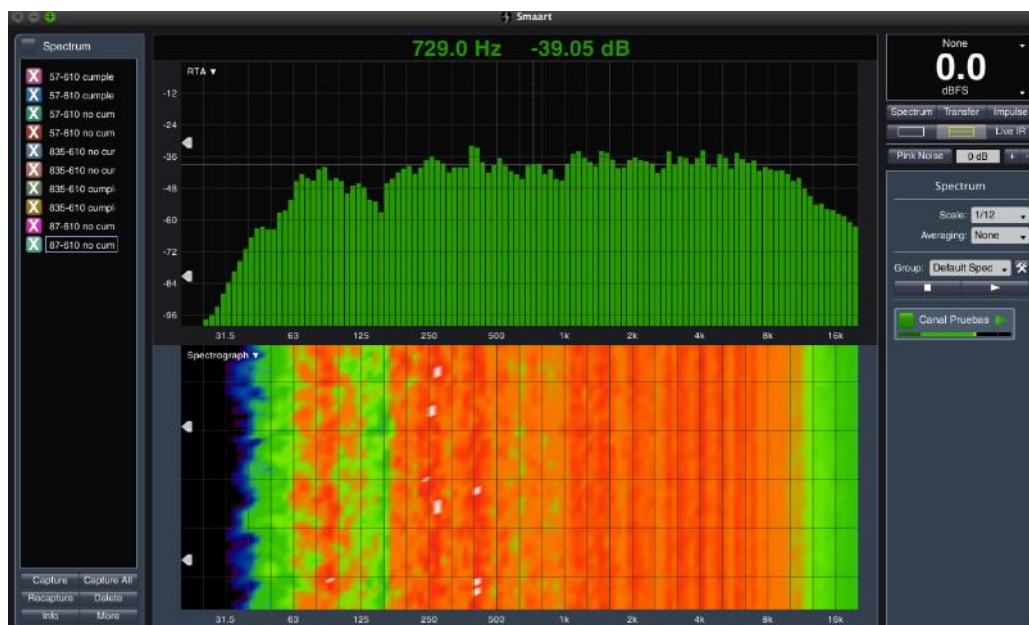 Smaart
Spectrum
57-610 cumple
57-610 cumple
57-610 no cum
57-610 no cum
835-610 no cur
835-610 no cur
835-610 cumpl
835-610 cumpl
87-610 no cum
87-610 no cum
Capture Capture All
Recapture Delete
Info More
729.0 Hz -39.05 dB
RTA
-12
-24
-36
-48
-60
-72
-84
-96
31.5 63 125 250 500 1k 2k 4k 8k 16k
Spectrograph
31.5 63 125 250 500 1k 2k 4k 8k 16k
None
0.0
dBFS
Spectrum Transfer Impulse
Live IR
Pink Noise 0 dB + -
Spectrum
Scale: 1/12
Averaging: None
Group: Default Spec
Canal Pruebas